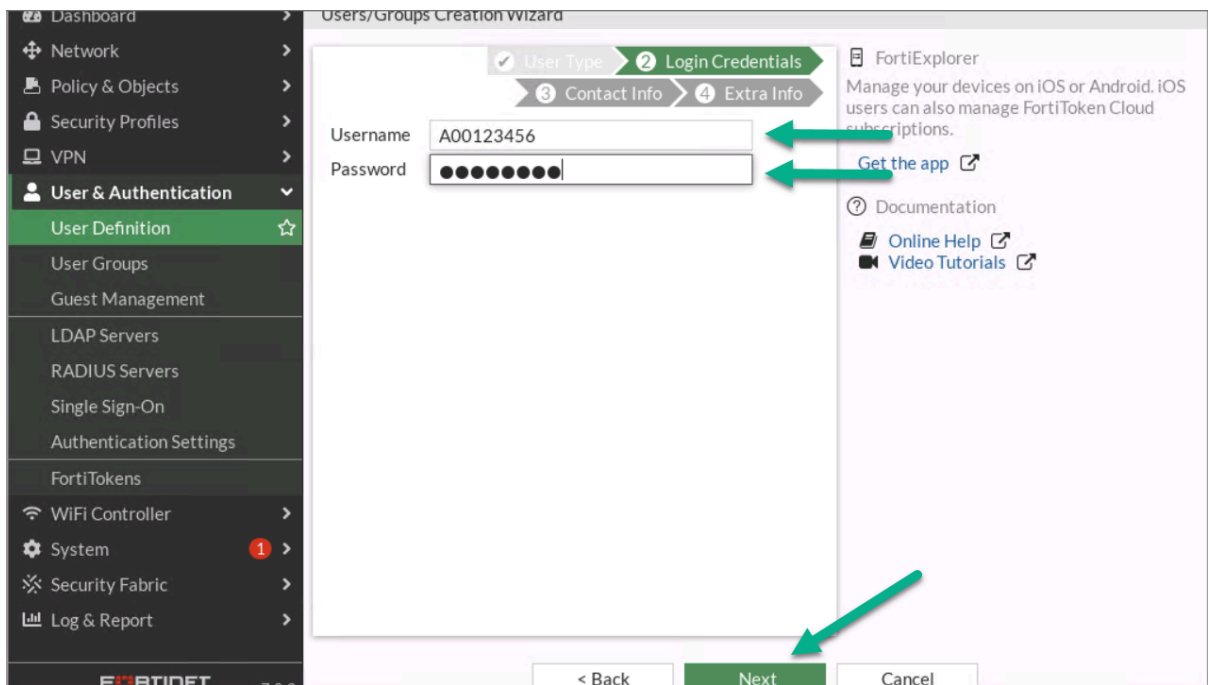 Dashboard
Users/Groups Creation Wizard
Network
Policy & Objects
Security Profiles
VPN
User & Authentication
User Definition
User Groups
Guest Management
LDAP Servers
RADIUS Servers
Single Sign-On
Authentication Settings
FortiTokens
WiFi Controller
System 1
Security Fabric
Log & Report
FORTINET
User Type 2 Login Credentials
3 Contact Info 4 Extra Info
Username A00123456
Password ●●●●●●●●
< Back Next Cancel
FortiExplorer
Manage your devices on iOS or Android. iOS
users can also manage FortiToken Cloud
subscriptions.
Get the app
Documentation
Online Help
Video Tutorials